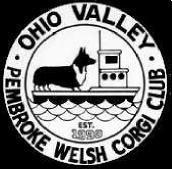 OHIO VALLEY
PEMBROKE WELSH CORGI CLUB
EST.
1990